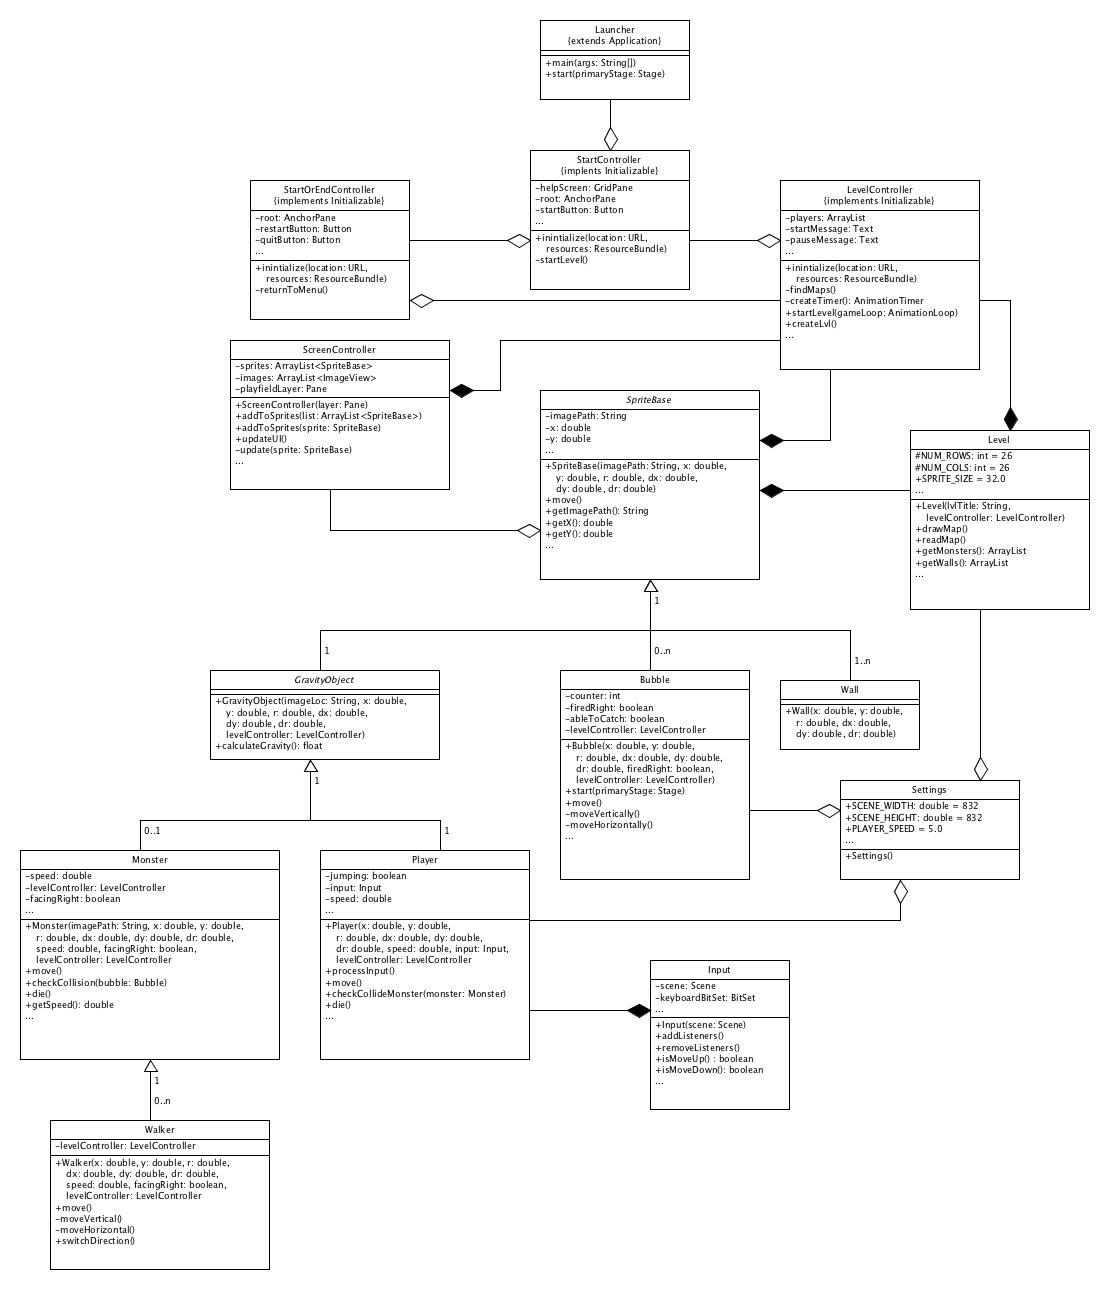 Launcher
{extends Application}
+main(args: String[])
+start(primaryStage: Stage)
StartController
{implents Initializable}
-helpScreen: GridPane
-root: AnchorPane
-startButton: Button
...
+inintialize(location: URL,
resources: ResourceBundle)
-startLevel()
StartOrEndController
{implements Initializable}
-root: AnchorPane
-restartButton: Button
-quitButton: Button
...
+inintialize(location: URL,
resources: ResourceBundle)
-returnToMenu()
LevelController
{implements Initializable}
-players: ArrayList
-startMessage: Text
-pauseMessage: Text
...
+inintialize(location: URL,
resources: ResourceBundle)
-findMaps()
-createTimer(): AnimationTimer
+startLevel(gameLoop: AnimationLoop)
+createLvl()
...
ScreenController
-sprites: ArrayList<SpriteBase>
-images: ArrayList<ImageView>
-playfieldLayer: Pane
+ScreenController(layer: Pane)
+addToSprites(list: ArrayList<SpriteBase>)
+addToSprites(sprite: SpriteBase)
+updateUI()
-update(sprite: SpriteBase)
...
SpriteBase
-imagePath: String
-x: double
-y: double
...
+SpriteBase(imagePath: String, x: double,
y: double, r: double, dx: double,
dy: double, dr: double)
+move()
+getImagePath(): String
+getX(): double
+getY(): double
...
Level
#NUM_ROWS: int = 26
#NUM_COLS: int = 26
+SPRITE_SIZE = 32.0
...
+Level(lvlTitle: String,
levelController: LevelController)
+drawMap()
+readMap()
+getMonsters(): ArrayList
+getWalls(): ArrayList
...
1
1
0..n
1..n
GravityObject
+GravityObject(imageLoc: String, x: double,
y: double, r: double, dx: double,
dy: double, dr: double,
levelController: LevelController)
+calculateGravity(): float
Bubble
-counter: int
-firedRight: boolean
-ableToCatch: boolean
-levelController: LevelController
+Bubble(x: double, y: double,
r: double, dx: double, dy: double,
dr: double, firedRight: boolean,
levelController: LevelController)
+start(primaryStage: Stage)
+move()
-moveVertically()
-moveHorizontally()
...
Wall
+Wall(x: double, y: double,
r: double, dx: double,
dy: double, dr: double)
Settings
+SCENE_WIDTH: double = 832
+SCENE_HEIGHT: double = 832
+PLAYER_SPEED = 5.0
...
+Settings()
1
0..1
1
Monster
-speed: double
-levelController: LevelController
-facingRight: boolean
...
+Monster(imagePath: String, x: double, y: double,
r: double, dx: double, dy: double, dr: double,
speed: double, facingRight: boolean,
levelController: LevelController
+move()
+checkCollision(bubble: Bubble)
+die()
+getSpeed(): double
...
Player
-jumping: boolean
-input: Input
-speed: double
...
+Player(x: double, y: double,
r: double, dx: double, dy: double,
dr: double, speed: double, input: Input,
levelController: LevelController
+processInput()
+move()
+checkCollideMonster(monster: Monster)
+die()
...
Input
-scene: Scene
-keyboardBitSet: BitSet
...
+Input(scene: Scene)
+addListeners()
+removeListeners()
+isMoveUp() : boolean
+isMoveDown(): boolean
...
1
0..n
Walker
-levelController: LevelController
+Walker(x: double, y: double, r: double,
dx: double, dy: double, dr: double,
speed: double, facingRight: boolean,
levelController: LevelController
+move()
-moveVertical()
-moveHorizontal()
+switchDirection()